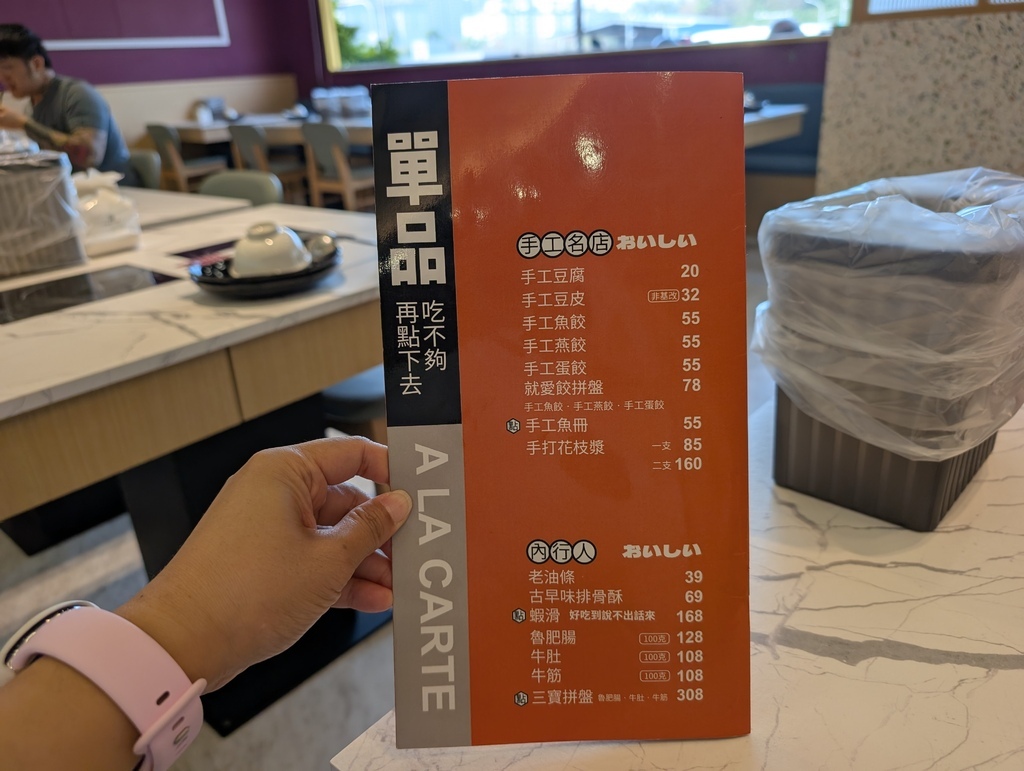 單品
吃不夠
再點下去
A LA CARTE
手工名店 おいしい
手工豆腐 20
手工豆皮 非基改 32
手工魚餃 55
手工燕餃 55
手工蛋餃 55
就愛餃拼盤 78
手工魚餃・手工燕餃・手工蛋餃
點 手工魚冊 55
手打花枝漿 一支 85
二支 160
內行人 おいしい
老油條 39
古早味排骨酥 69
點 蝦滑 好吃到說不出話來 168
魯肥腸 100克 128
牛肚 100克 108
牛筋 100克 108
點 三寶拼盤 魯肥腸・牛肚・牛筋 308